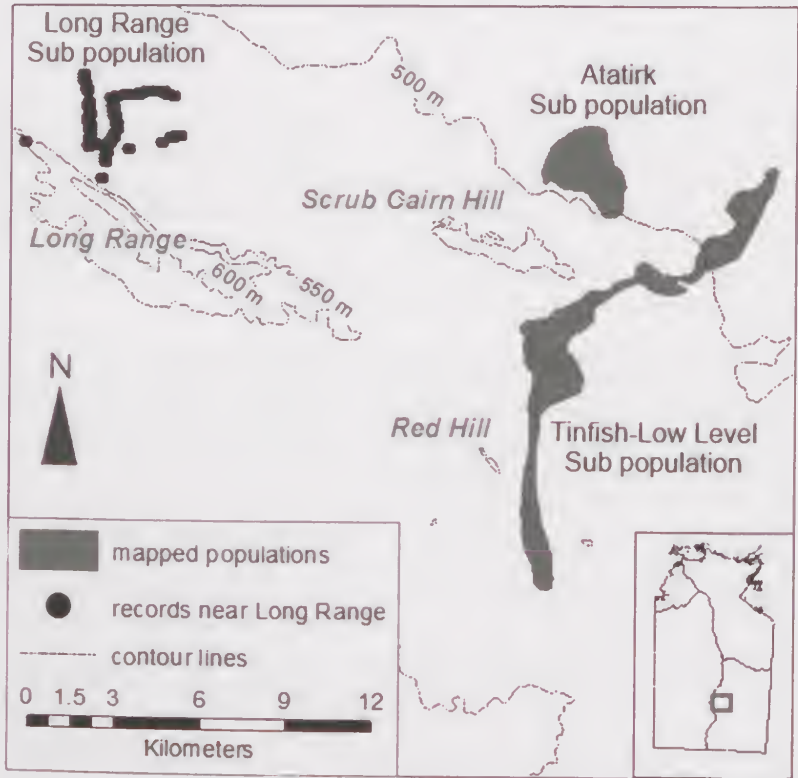 Long Range
Sub population
500 m
Atatirk
Sub population
Scrub Cairn Hill
Long Range
600 m
550 m
N
Red Hill
Tinfish-Low Level
Sub population
mapped populations
records near Long Range
contour lines
0 1.5 3 6 9 12
Kilometers